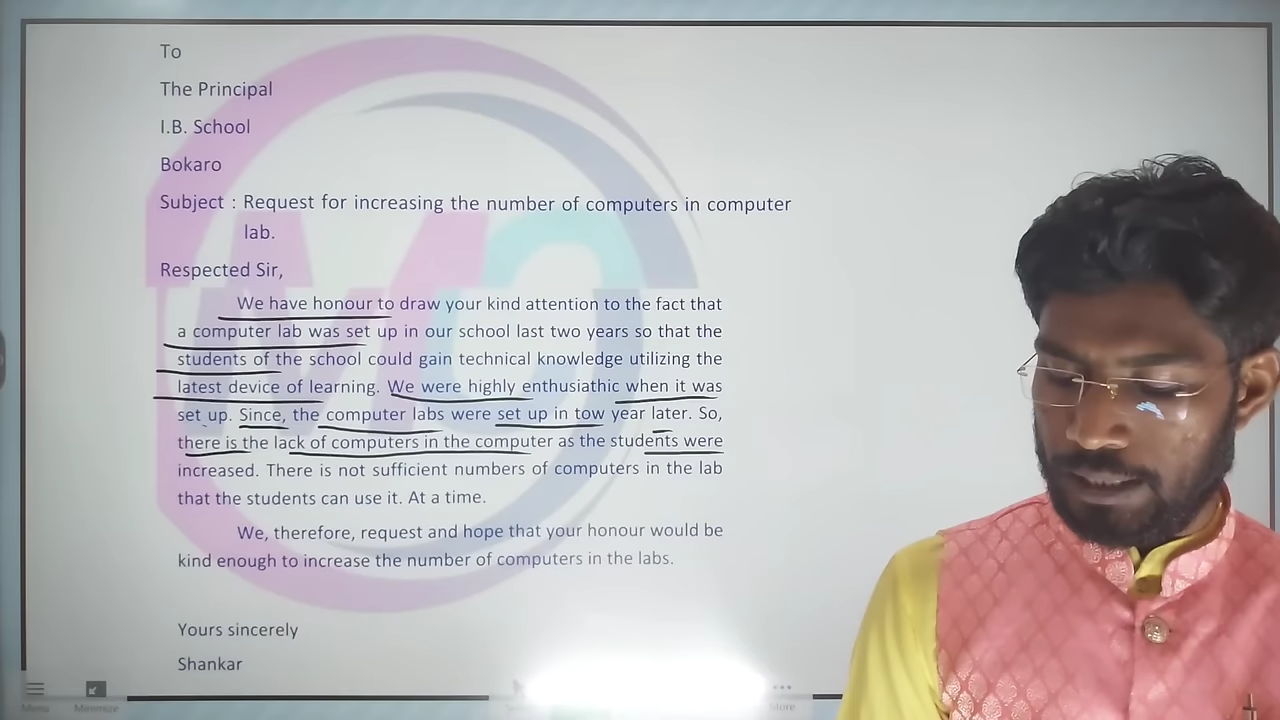 To
The Principal
I.B. School
Bokaro
Subject : Request for increasing the number of computers in computer
lab.
Respected Sir,
We have honour to draw your kind attention to the fact that
a computer lab was set up in our school last two years so that the
students of the school could gain technical knowledge utilizing the
latest device of learning. We were highly enthusiathic when it was
set up. Since, the computer labs were set up in tow year later. So,
there is the lack of computers in the computer as the students were
increased. There is not sufficient numbers of computers in the lab
that the students can use it. At a time.
We, therefore, request and hope that your honour would be
kind enough to increase the number of computers in the labs.
Yours sincerely
Shankar
Menu
Minimize
More